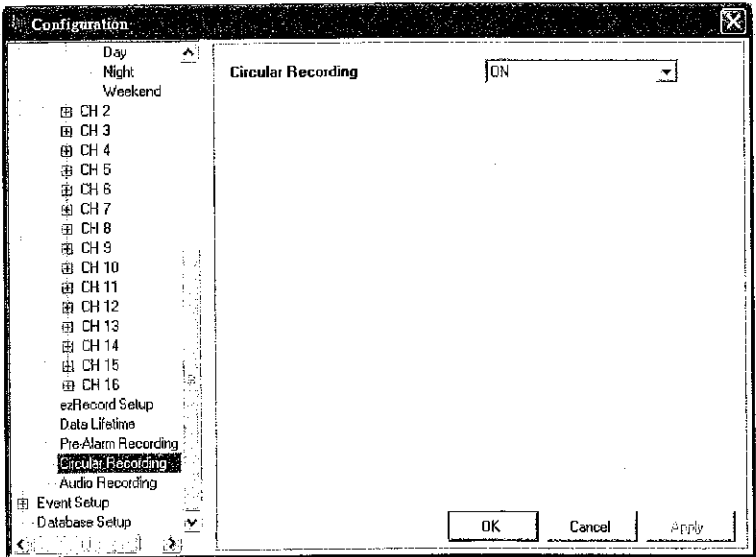 Configuration
Day
Night
Weekend
CH 2
CH 3
CH 4
CH 5
CH 6
CH 7
CH 8
CH 9
CH 10
CH 11
CH 12
CH 13
CH 14
CH 15
CH 16
ezRecord Setup
Data Lifetime
Pre-Alarm Recording
Circular Recording
Audio Recording
Event Setup
Database Setup
Circular Recording
ON
OK
Cancel
Apply